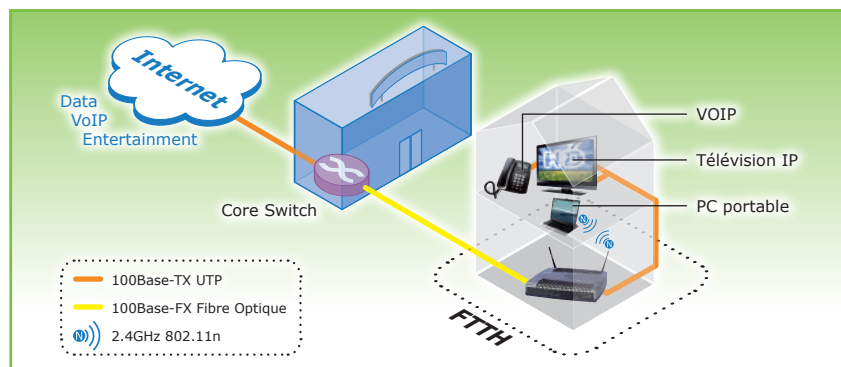 Internet
Data
VoIP
Entertainment
Core Switch
VOIP
HD
Télévision IP
PC portable
N
N
FTTH
100Base-TX UTP
100Base-FX Fibre Optique
N
2.4GHz 802.11n